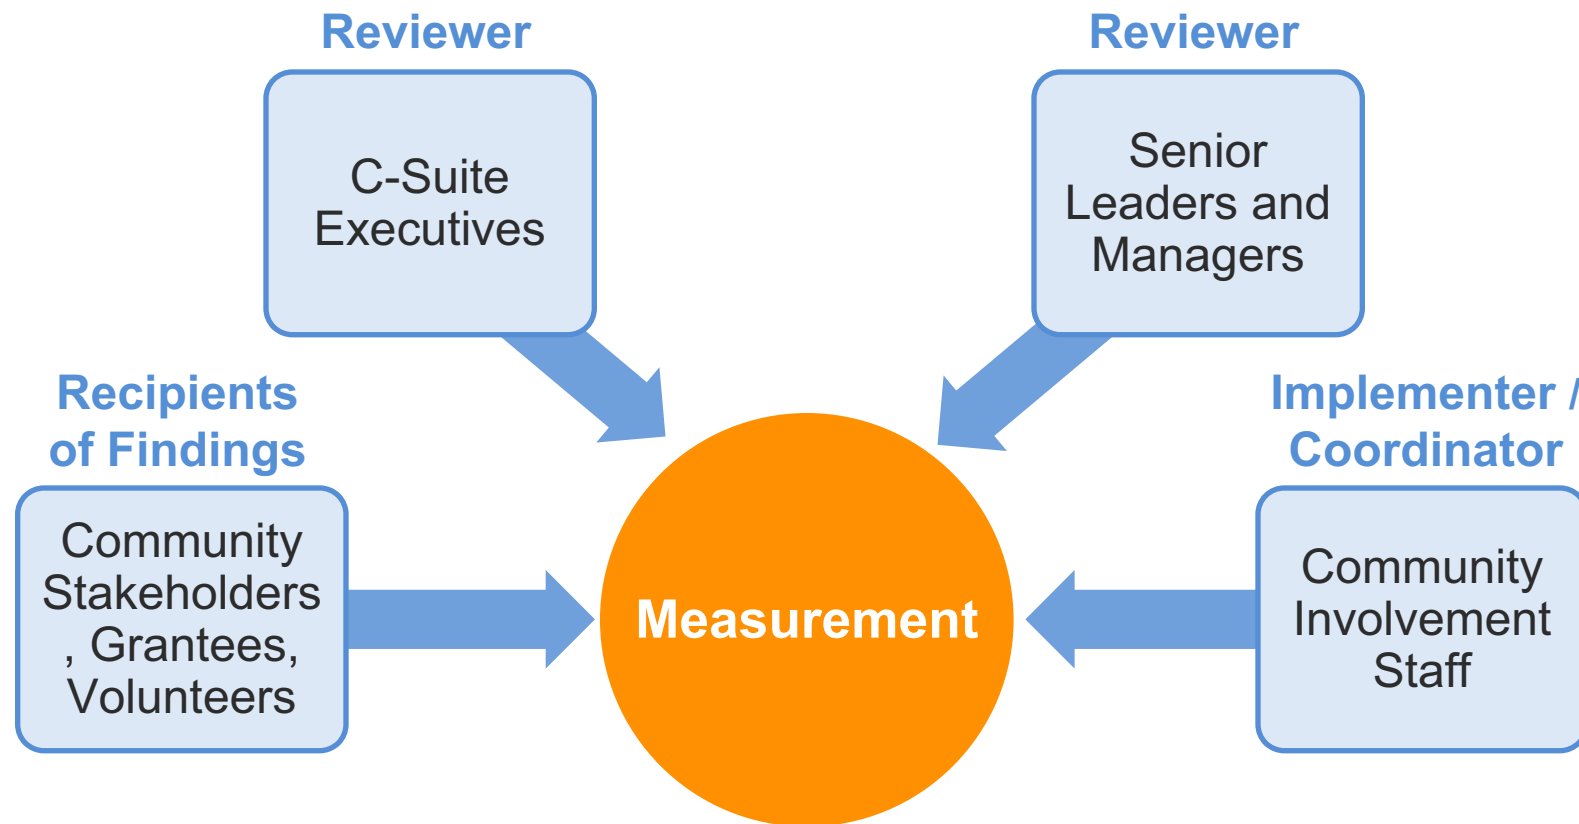 Reviewer
C-Suite
Executives
Reviewer
Senior
Leaders and
Managers
Recipients
of Findings
Community
Stakeholders
, Grantees,
Volunteers
Measurement
Implementer /
Coordinator
Community
Involvement
Staff